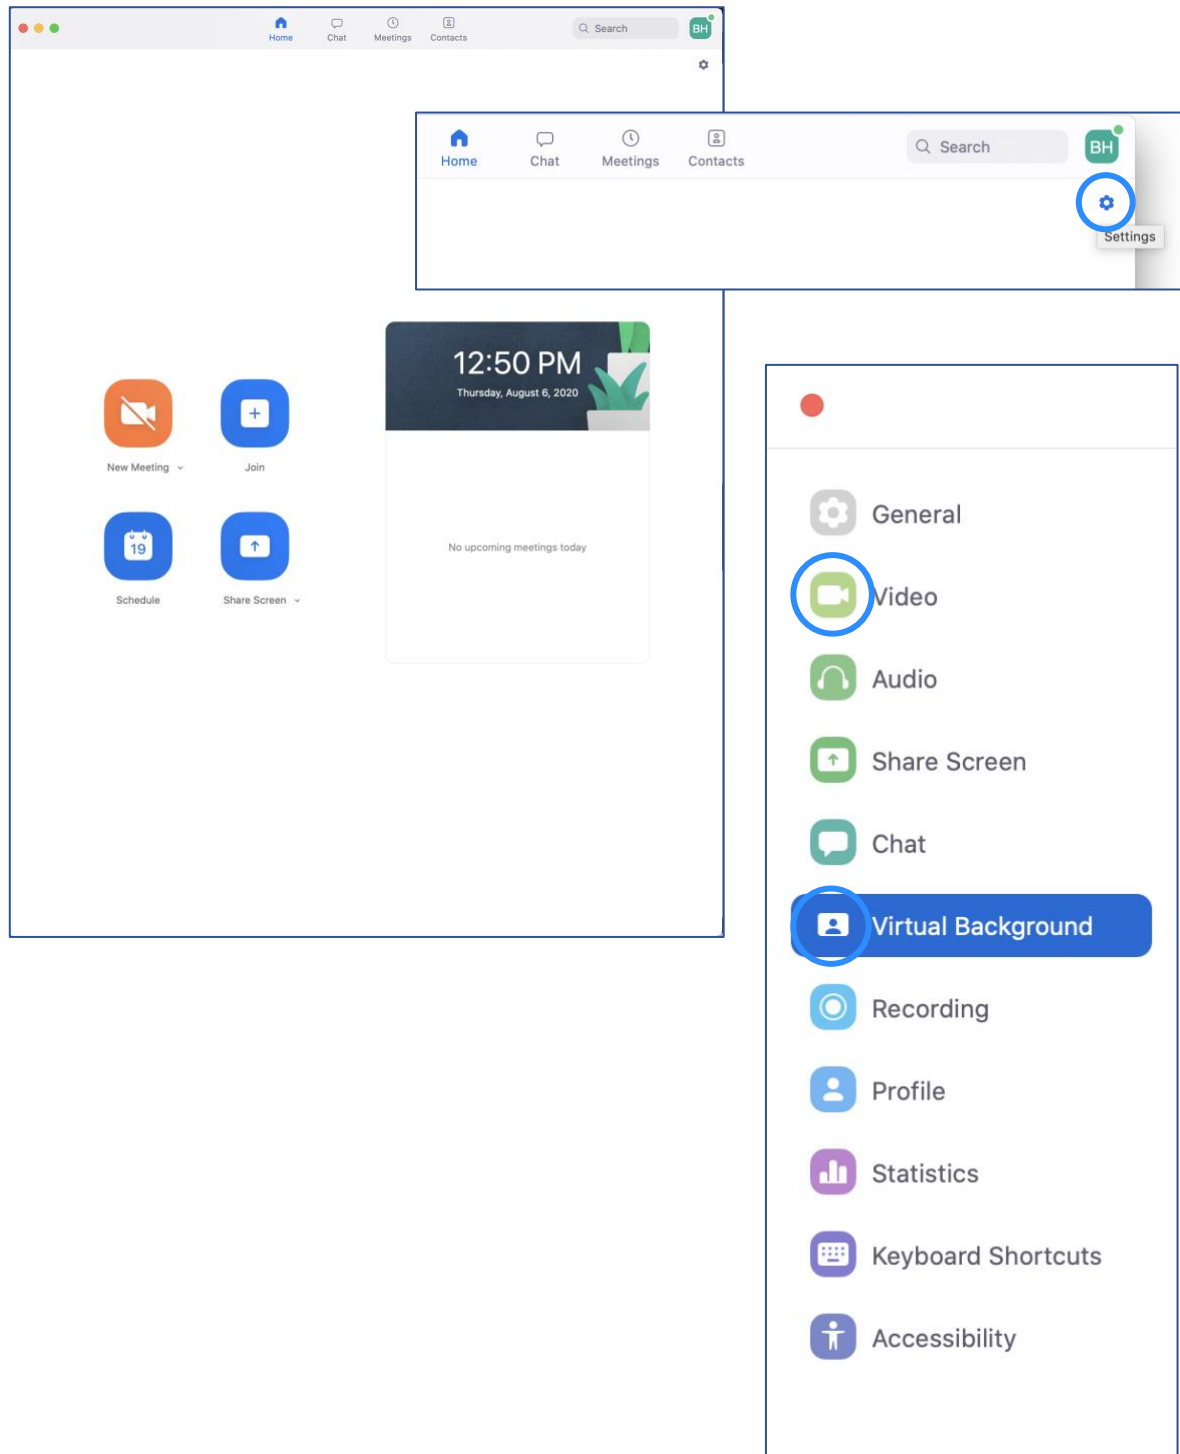 Home Chat Meetings Contacts Search BH
Home Chat Meetings Contacts Search BH
Settings
12:50 PM
Thursday, August 6, 2020
New Meeting Join
No upcoming meetings today
19
Schedule Share Screen
General
Video
Audio
Share Screen
Chat
Virtual Background
Recording
Profile
Statistics
Keyboard Shortcuts
Accessibility